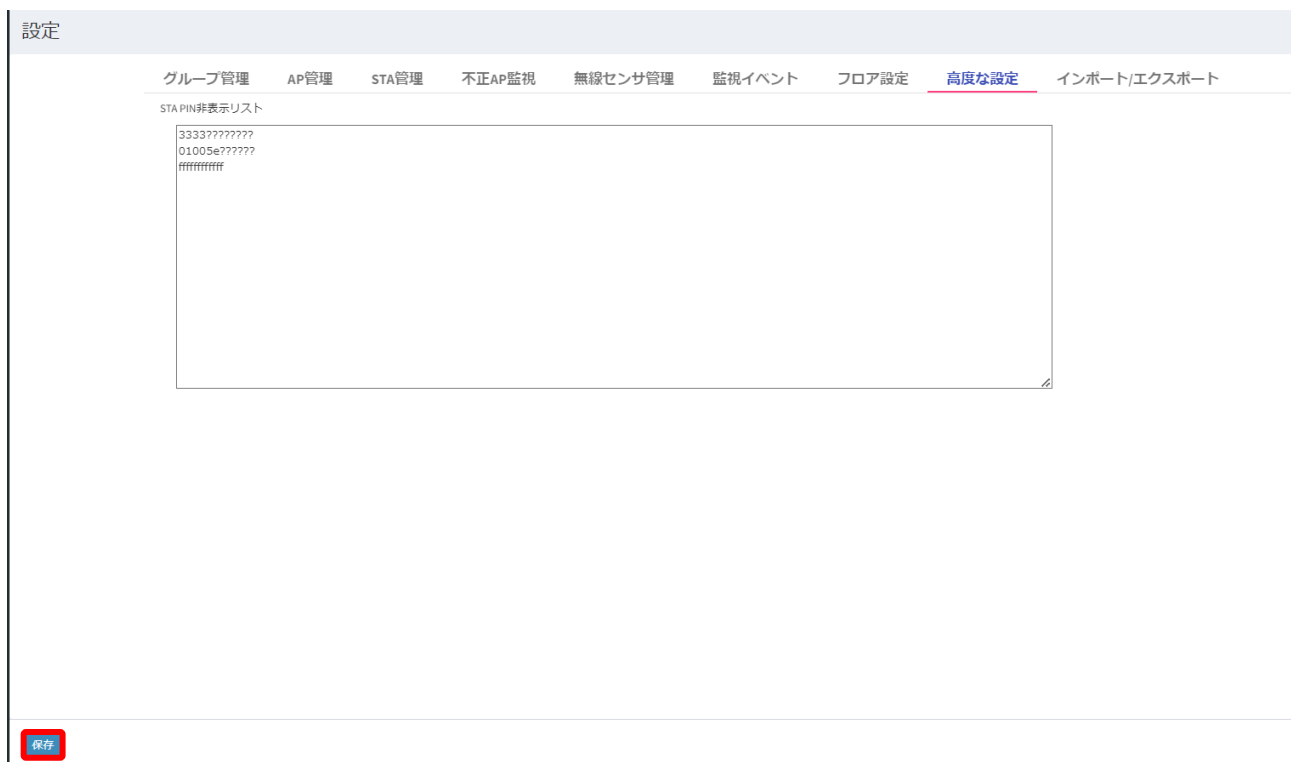 設定
グループ管理 AP管理 STA管理 不正AP監視 無線センサ管理 監視イベント フロア設定 高度な設定 インポート/エクスポート
STA PIN非表示リスト
3333????????
01005e??????
ffffffffffff
保存